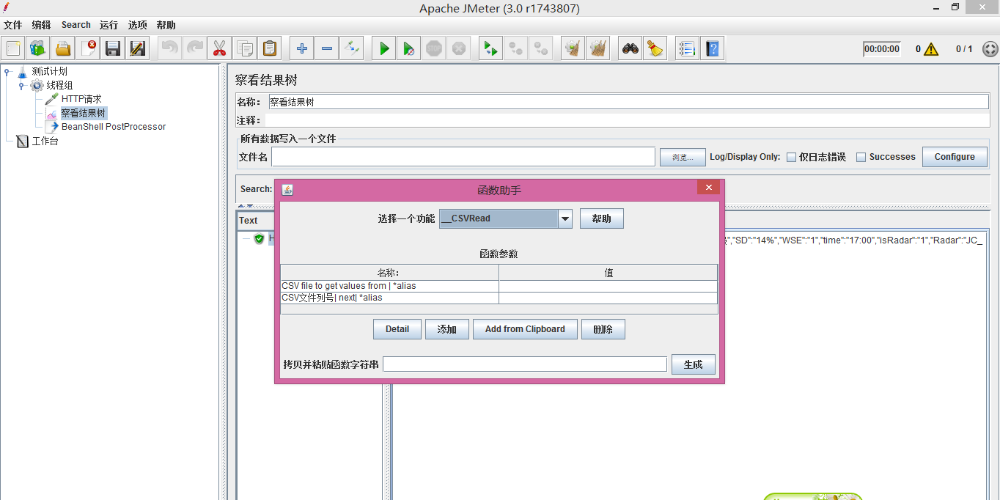 Apache JMeter (3.0 r1743807)
文件 编辑 Search 运行 选项 帮助
STOP
00:00:00 0 0 / 1
测试计划
线程组
HTTP请求
察看结果树
BeanShell PostProcessor
工作台
察看结果树
名称： 察看结果树
注释：
所有数据写入一个文件
文件名 浏览... Log/Display Only: 仅日志错误 Successes Configure
Search:
Text
H
","SD":"14%","WSE":"1","time":"17:00","isRadar":"1","Radar":"JC_
函数助手
选择一个功能 __CSVRead 帮助
函数参数
名称： 值
CSV file to get values from | *alias
CSV文件列号| next| *alias
Detail 添加 Add from Clipboard 删除
拷贝并粘贴函数字符串 生成